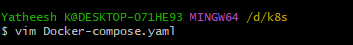 Yatheesh K@DESKTOP-071HE93 MINGW64 /d/k8s
$ vim Docker-compose.yaml